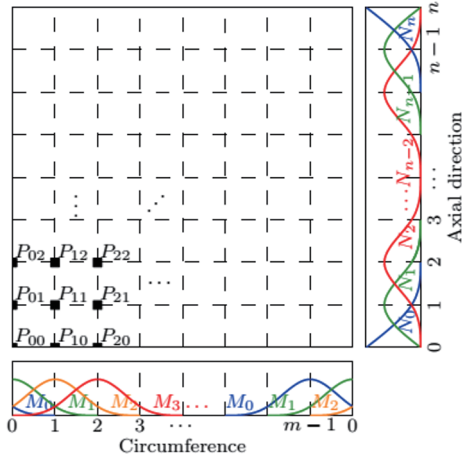 P02 P12 P22
P01 P11 P21
P00 P10 P20
⋮ ⋰
⋯
M0 M1 M2 M3 ... M0 M1 M2
0 1 2 3 ⋯ m − 1 0
Circumference
N0 N1 N2 ... Nn−2 Nn−1 Nn
0 1 2 3 ⋯ n − 1 n
Axial direction